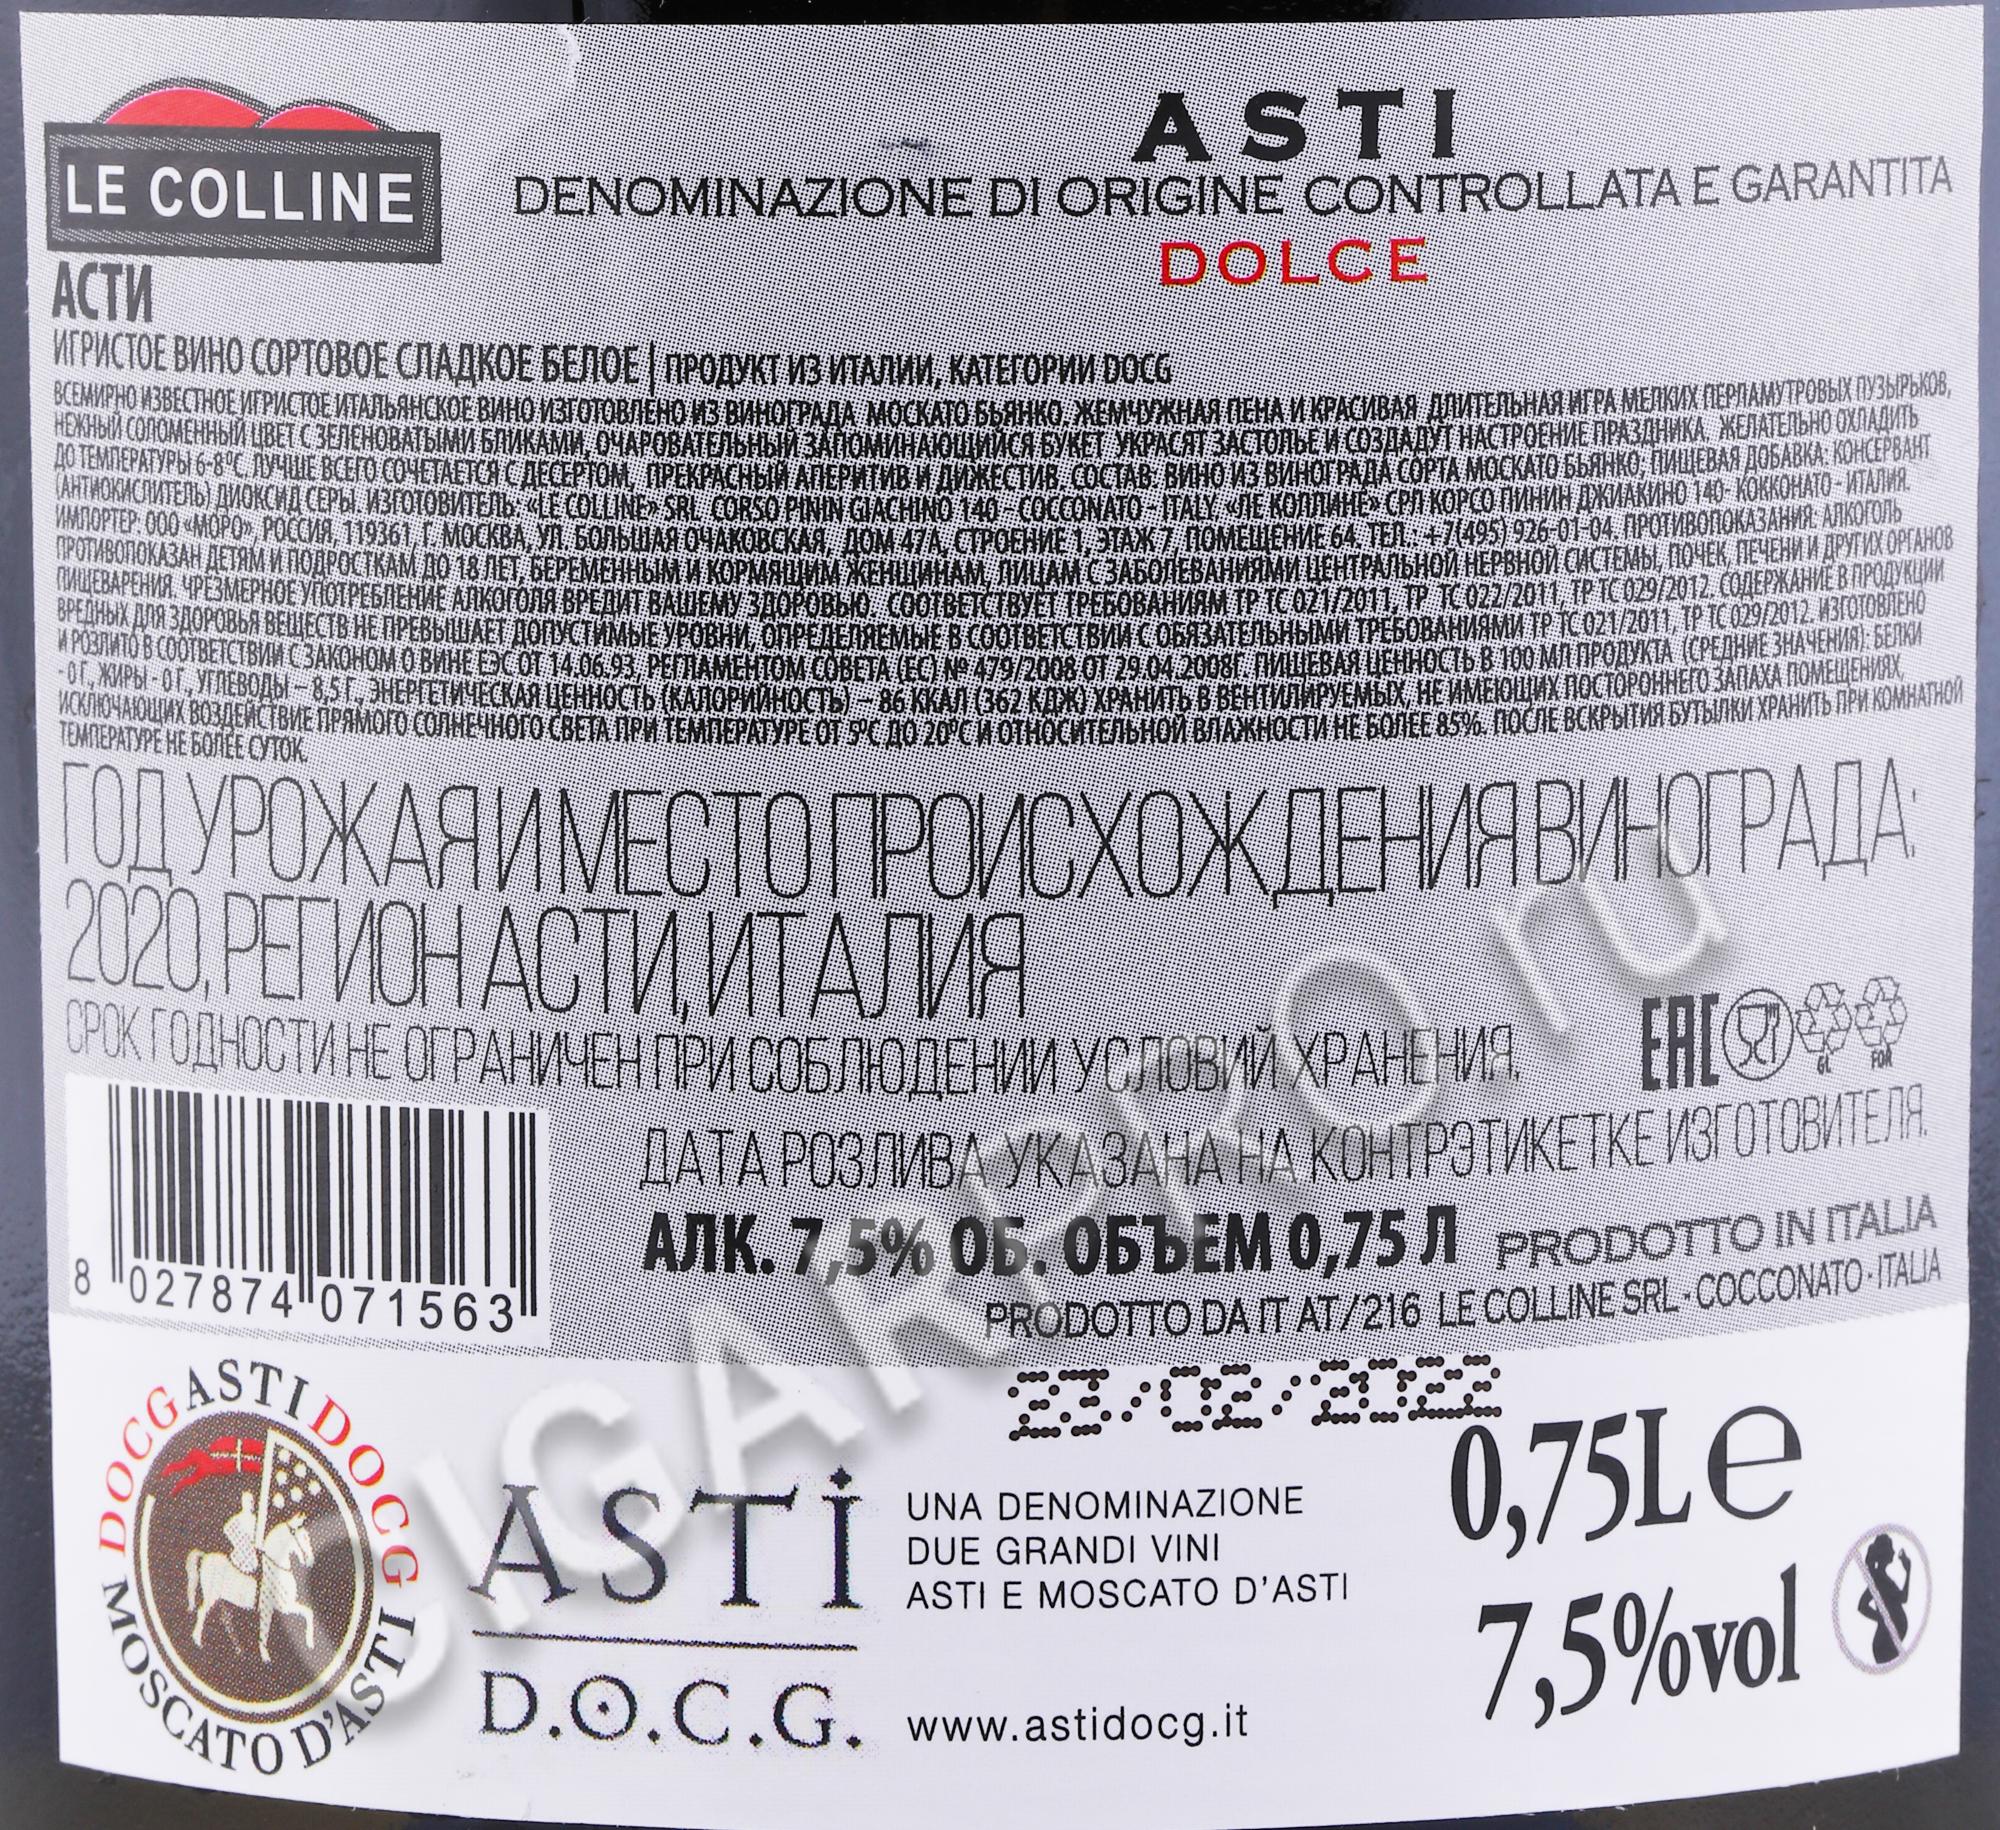 LE COLLINE
ASTI
DENOMINAZIONE DI ORIGINE CONTROLLATA E GARANTITA
DOLCE
АСТИ
ИГРИСТОЕ ВИНО СОРТОВОЕ СЛАДКОЕ БЕЛОЕ | ПРОДУКТ ИЗ ИТАЛИИ, КАТЕГОРИИ DOCG
ВСЕМИРНО ИЗВЕСТНОЕ ИГРИСТОЕ ИТАЛЬЯНСКОЕ ВИНО ИЗГОТОВЛЕНО ИЗ ВИНОГРАДА МОСКАТО БЬЯНКО. ЖЕМЧУЖНАЯ ПЕНА И КРАСИВАЯ ДЛИТЕЛЬНАЯ ИГРА МЕЛКИХ ПЕРЛАМУТРОВЫХ ПУЗЫРЬКОВ,
НЕЖНЫЙ СОЛОМЕННЫЙ ЦВЕТ С ЗЕЛЕНОВАТЫМИ БЛИКАМИ, ОЧАРОВАТЕЛЬНЫЙ ЗАПОМИНАЮЩИЙСЯ БУКЕТ УКРАСЯТ ЗАСТОЛЬЕ И СОЗДАДУТ НАСТРОЕНИЕ ПРАЗДНИКА. ЖЕЛАТЕЛЬНО ОХЛАДИТЬ
ДО ТЕМПЕРАТУРЫ 6-8°С. ЛУЧШЕ ВСЕГО СОЧЕТАЕТСЯ С ДЕСЕРТОМ, ПРЕКРАСНЫЙ АПЕРИТИВ И ДИЖЕСТИВ. СОСТАВ: ВИНО ИЗ ВИНОГРАДА СОРТА МОСКАТО БЬЯНКО; ПИЩЕВАЯ ДОБАВКА: КОНСЕРВАНТ
(АНТИОКИСЛИТЕЛЬ) ДИОКСИД СЕРЫ. ИЗГОТОВИТЕЛЬ: «LE COLLINE» SRL. CORSO PININ GIACHINO 140 - COCCONATO - ITALY. «ЛЕ КОЛЛИНЕ» СРЛ КОРСО ПИНИН ДЖИАКИНО 140- КОККОНАТО - ИТАЛИЯ.
ИМПОРТЕР: ООО «МОРО», РОССИЯ, 119361, Г. МОСКВА, УЛ. БОЛЬШАЯ ОЧАКОВСКАЯ, ДОМ 47А, СТРОЕНИЕ 1, ЭТАЖ 7, ПОМЕЩЕНИЕ 64. ТЕЛ.: +7(495) 926-01-04. ПРОТИВОПОКАЗАНИЯ: АЛКОГОЛЬ
ПРОТИВОПОКАЗАН ДЕТЯМ И ПОДРОСТКАМ ДО 18 ЛЕТ, БЕРЕМЕННЫМ И КОРМЯЩИМ ЖЕНЩИНАМ, ЛИЦАМ С ЗАБОЛЕВАНИЯМИ ЦЕНТРАЛЬНОЙ НЕРВНОЙ СИСТЕМЫ, ПОЧЕК, ПЕЧЕНИ И ДРУГИХ ОРГАНОВ
ПИЩЕВАРЕНИЯ. ЧРЕЗМЕРНОЕ УПОТРЕБЛЕНИЕ АЛКОГОЛЯ ВРЕДИТ ВАШЕМУ ЗДОРОВЬЮ. СООТВЕТСТВУЕТ ТРЕБОВАНИЯМ ТР ТС 021/2011, ТР ТС 022/2011, ТР ТС 029/2012. СОДЕРЖАНИЕ В ПРОДУКЦИИ
ВРЕДНЫХ ДЛЯ ЗДОРОВЬЯ ВЕЩЕСТВ НЕ ПРЕВЫШАЕТ ДОПУСТИМЫЕ УРОВНИ, ОПРЕДЕЛЯЕМЫЕ В СООТВЕТСТВИИ С ОБЯЗАТЕЛЬНЫМИ ТРЕБОВАНИЯМИ ТР ТС 021/2011, ТР ТС 029/2012. ИЗГОТОВЛЕНО
И РОЗЛИТО В СООТВЕТСТВИИ С ЗАКОНОМ О ВИНЕ ЕЭС ОТ 14.06.93, РЕГЛАМЕНТОМ СОВЕТА (ЕС) № 479/2008 ОТ 29.04.2008Г. ПИЩЕВАЯ ЦЕННОСТЬ В 100 МЛ ПРОДУКТА (СРЕДНИЕ ЗНАЧЕНИЯ): БЕЛКИ
- 0 Г., ЖИРЫ - 0 Г., УГЛЕВОДЫ – 8,5 Г., ЭНЕРГЕТИЧЕСКАЯ ЦЕННОСТЬ (КАЛОРИЙНОСТЬ) – 86 ККАЛ (362 КДЖ) ХРАНИТЬ В ВЕНТИЛИРУЕМЫХ, НЕ ИМЕЮЩИХ ПОСТОРОННЕГО ЗАПАХА ПОМЕЩЕНИЯХ,
ИСКЛЮЧАЮЩИХ ВОЗДЕЙСТВИЕ ПРЯМОГО СОЛНЕЧНОГО СВЕТА ПРИ ТЕМПЕРАТУРЕ ОТ 5°С ДО 20°С И ОТНОСИТЕЛЬНОЙ ВЛАЖНОСТИ НЕ БОЛЕЕ 85%. ПОСЛЕ ВСКРЫТИЯ БУТЫЛКИ ХРАНИТЬ ПРИ КОМНАТНОЙ
ТЕМПЕРАТУРЕ НЕ БОЛЕЕ СУТОК.
ГОД УРОЖАЯ И МЕСТО ПРОИСХОЖДЕНИЯ ВИНОГРАДА:
2020, РЕГИОН АСТИ, ИТАЛИЯ
СРОК ГОДНОСТИ НЕ ОГРАНИЧЕН ПРИ СОБЛЮДЕНИИ УСЛОВИЙ ХРАНЕНИЯ.
EAC
GL
FOR
ДАТА РОЗЛИВА УКАЗАНА НА КОНТРЭТИКЕТКЕ ИЗГОТОВИТЕЛЯ.
АЛК. 7,5% ОБ. ОБЪЕМ 0,75 Л
PRODOTTO IN ITALIA
PRODOTTO DA IT AT/216 LE COLLINE SRL · COCCONATO · ITALIA
8 027874 071563
23/02/2022
DOCG ASTI DOCG
MOSCATO D'ASTI
ASTI
D.O.C.G.
UNA DENOMINAZIONE
DUE GRANDI VINI
ASTI E MOSCATO D'ASTI
www.astidocg.it
0,75L e
7,5%vol
CIGARPRO.ru